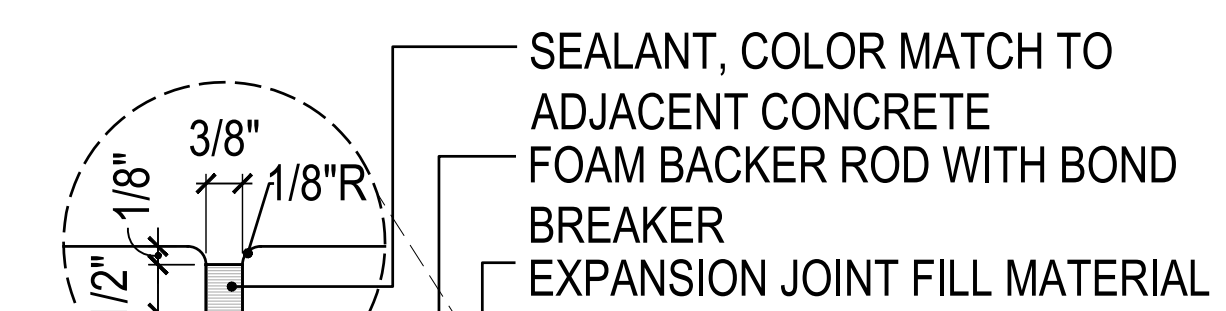 SEALANT, COLOR MATCH TO
ADJACENT CONCRETE
3/8"
FOAM BACKER ROD WITH BOND
1/8"
1/8"R
BREAKER
EXPANSION JOINT FILL MATERIAL
/2"